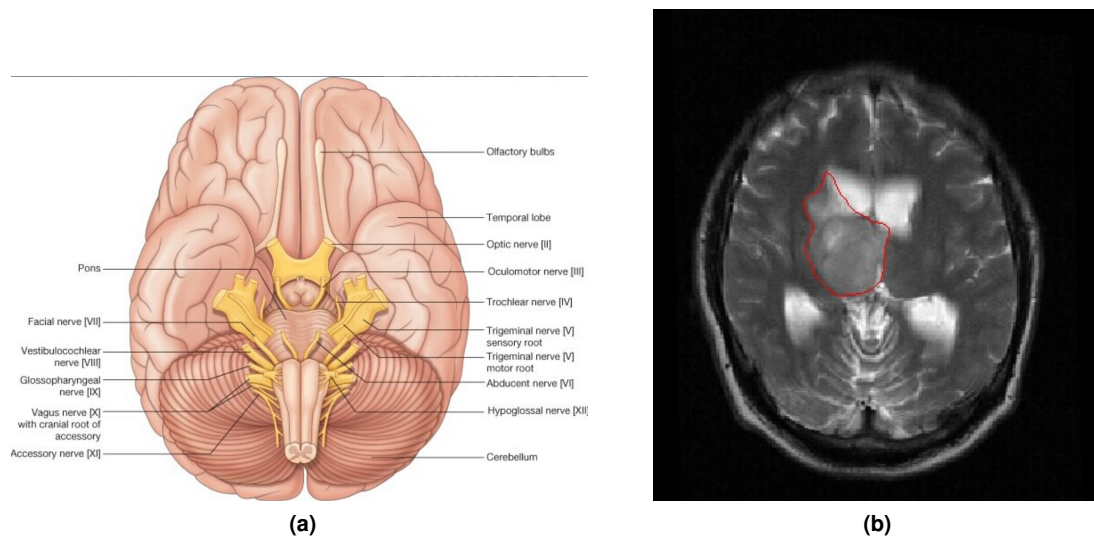 Olfactory bulbs
Temporal lobe
Optic nerve [II]
Pons
Oculomotor nerve [III]
Trochlear nerve [IV]
Facial nerve [VII]
Trigeminal nerve [V]
sensory root
Vestibulocochlear
nerve [VIII]
Trigeminal nerve [V]
motor root
Glossopharyngeal
nerve [IX]
Abducent nerve [VI]
Vagus nerve [X]
with cranial root of
accessory
Hypoglossal nerve [XII]
Accessory nerve [XI]
Cerebellum
(a)
(b)